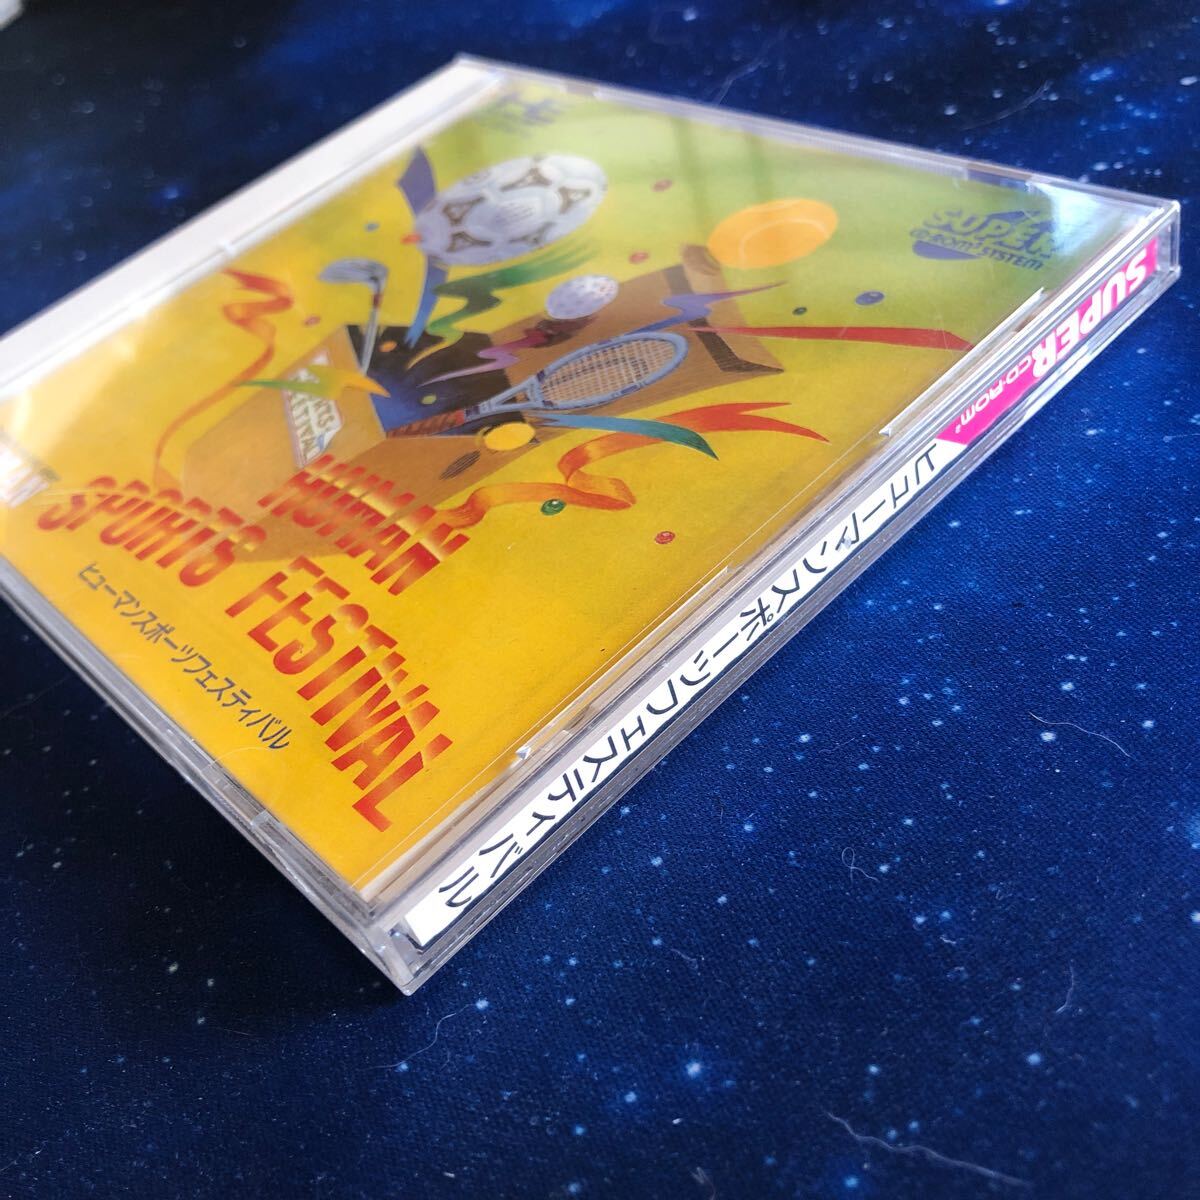 SUPER
CD-ROM² SYSTEM
HUMAN
SPORTS FESTIVAL
ヒューマンスポーツフェスティバル
SUPER
CD-ROM²
ヒューマンスポーツフェスティバル